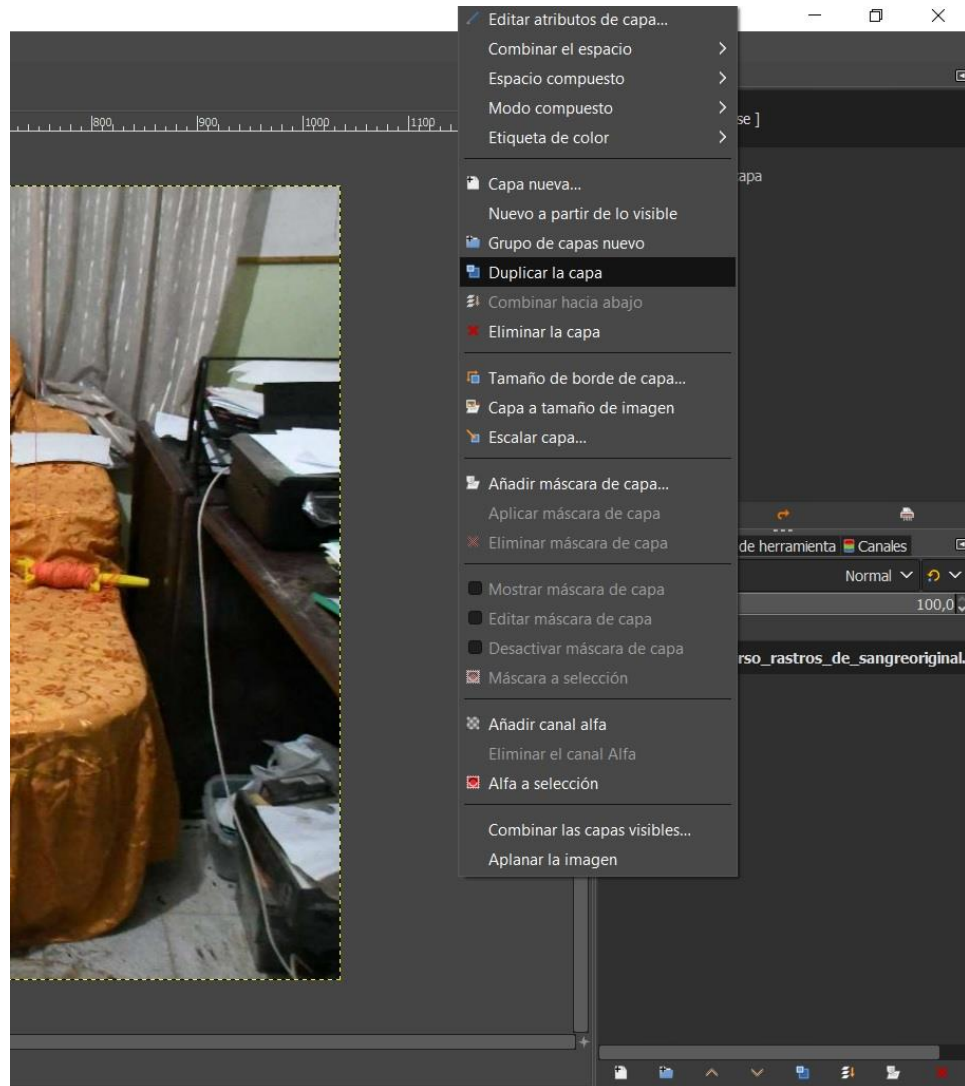 Editar atributos de capa...
Combinar el espacio
Espacio compuesto
Modo compuesto
Etiqueta de color
Capa nueva...
Nuevo a partir de lo visible
Grupo de capas nuevo
Duplicar la capa
Combinar hacia abajo
Eliminar la capa
Tamaño de borde de capa...
Capa a tamaño de imagen
Escalar capa...
Añadir máscara de capa...
Aplicar máscara de capa
Eliminar máscara de capa
Mostrar máscara de capa
Editar máscara de capa
Desactivar máscara de capa
Máscara a selección
Añadir canal alfa
Eliminar el canal Alfa
Alfa a selección
Combinar las capas visibles...
Aplanar la imagen
800 900 1000 1100
se ]
apa
de herramienta Canales
Normal
100,0
rso_rastros_de_sangreoriginal.